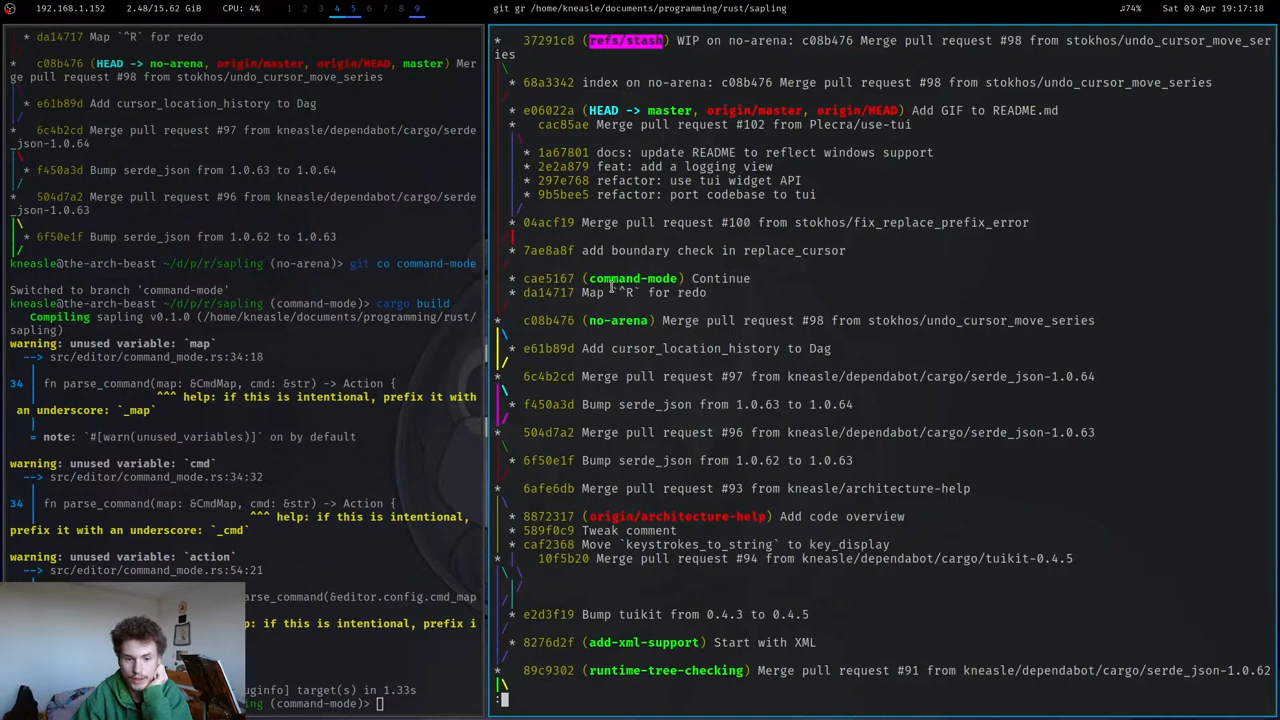 192.168.1.152 2.48/15.62 GiB CPU: 4% 1 2 3 4 5 6 7 8 9 git gr /home/kneasle/documents/programming/rust/sapling ♫74% Sat 03 Apr 19:17:18
* da14717 Map `^R` for redo
* c08b476 (HEAD -> no-arena, origin/master, origin/HEAD, master) Mer
ge pull request #98 from stokhos/undo_cursor_move_series
* e61b89d Add cursor_location_history to Dag
* 6c4b2cd Merge pull request #97 from kneasle/dependabot/cargo/serde
_json-1.0.64
* f450a3d Bump serde_json from 1.0.63 to 1.0.64
* 504d7a2 Merge pull request #96 from kneasle/dependabot/cargo/serde
_json-1.0.63
* 6f50e1f Bump serde_json from 1.0.62 to 1.0.63
kneasle@the-arch-beast ~/d/p/r/sapling (no-arena)> git co command-mode
Switched to branch 'command-mode'
kneasle@the-arch-beast ~/d/p/r/sapling (command-mode)> cargo build
Compiling sapling v0.1.0 (/home/kneasle/documents/programming/rust/
sapling)
warning: unused variable: `map`
--> src/editor/command_mode.rs:34:18
34 | fn parse_command(map: &CmdMap, cmd: &str) -> Action {
^^^ help: if this is intentional, prefix it with
an underscore: `_map`
= note: `#[warn(unused_variables)]` on by default
warning: unused variable: `cmd`
--> src/editor/command_mode.rs:34:32
34 | fn parse_command(map: &CmdMap, cmd: &str) -> Action {
^^^ help: if this is intentional,
prefix it with an underscore: `_cmd`
warning: unused variable: `action`
--> src/editor/command_mode.rs:54:21
parse_command(&editor.config.cmd_map
: if this is intentional, prefix i
uginfo] target(s) in 1.33s
sapling (command-mode)>
* 37291c8 (refs/stash) WIP on no-arena: c08b476 Merge pull request #98 from stokhos/undo_cursor_move_ser
ies
* 68a3342 index on no-arena: c08b476 Merge pull request #98 from stokhos/undo_cursor_move_series
* e06022a (HEAD -> master, origin/master, origin/HEAD) Add GIF to README.md
* cac85ae Merge pull request #102 from Plecra/use-tui
* 1a67801 docs: update README to reflect windows support
* 2e2a879 feat: add a logging view
* 297e768 refactor: use tui widget API
* 9b5bee5 refactor: port codebase to tui
* 04acf19 Merge pull request #100 from stokhos/fix_replace_prefix_error
* 7ae8a8f add boundary check in replace_cursor
* cae5167 (command-mode) Continue
* da14717 Map `^R` for redo
* c08b476 (no-arena) Merge pull request #98 from stokhos/undo_cursor_move_series
* e61b89d Add cursor_location_history to Dag
* 6c4b2cd Merge pull request #97 from kneasle/dependabot/cargo/serde_json-1.0.64
* f450a3d Bump serde_json from 1.0.63 to 1.0.64
* 504d7a2 Merge pull request #96 from kneasle/dependabot/cargo/serde_json-1.0.63
* 6f50e1f Bump serde_json from 1.0.62 to 1.0.63
* 6afe6db Merge pull request #93 from kneasle/architecture-help
* 8872317 (origin/architecture-help) Add code overview
* 589f0c9 Tweak comment
* caf2368 Move `keystrokes_to_string` to key_display
* 10f5b20 Merge pull request #94 from kneasle/dependabot/cargo/tuikit-0.4.5
* e2d3f19 Bump tuikit from 0.4.3 to 0.4.5
* 8276d2f (add-xml-support) Start with XML
* 89c9302 (runtime-tree-checking) Merge pull request #91 from kneasle/dependabot/cargo/serde_json-1.0.62
: